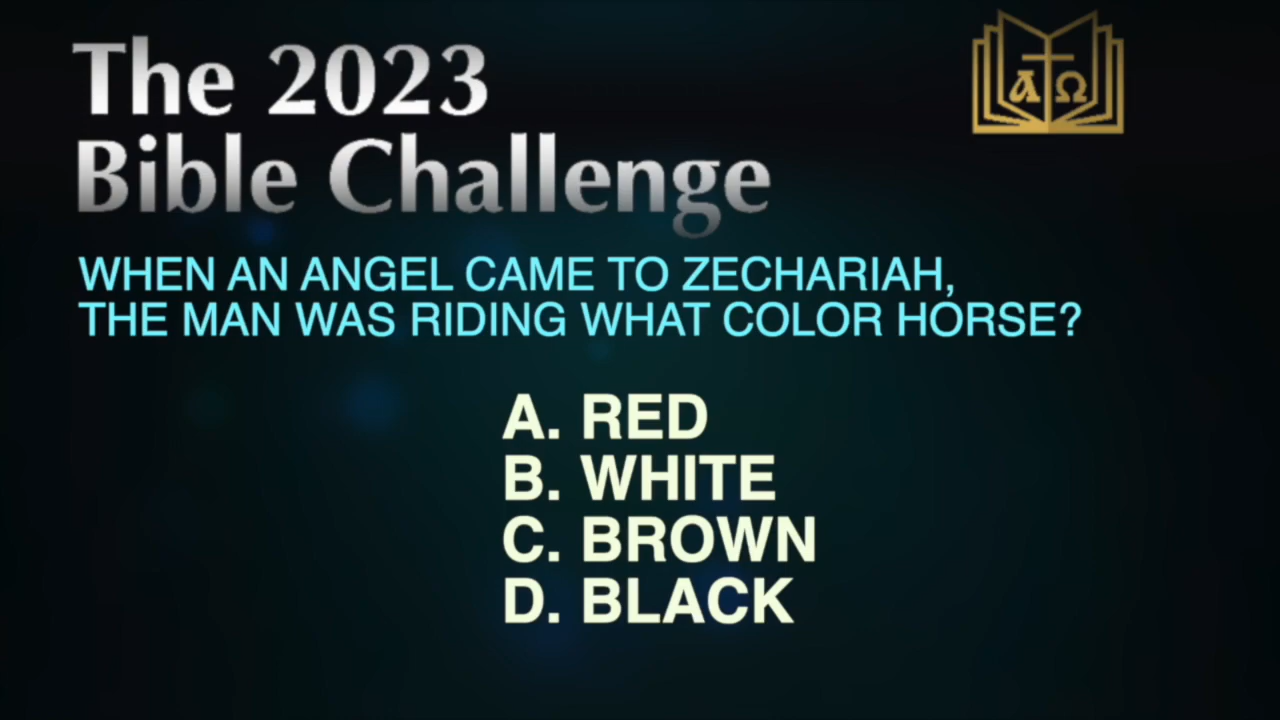 The 2023
Bible Challenge
Α Ω
WHEN AN ANGEL CAME TO ZECHARIAH,
THE MAN WAS RIDING WHAT COLOR HORSE?
A. RED
B. WHITE
C. BROWN
D. BLACK